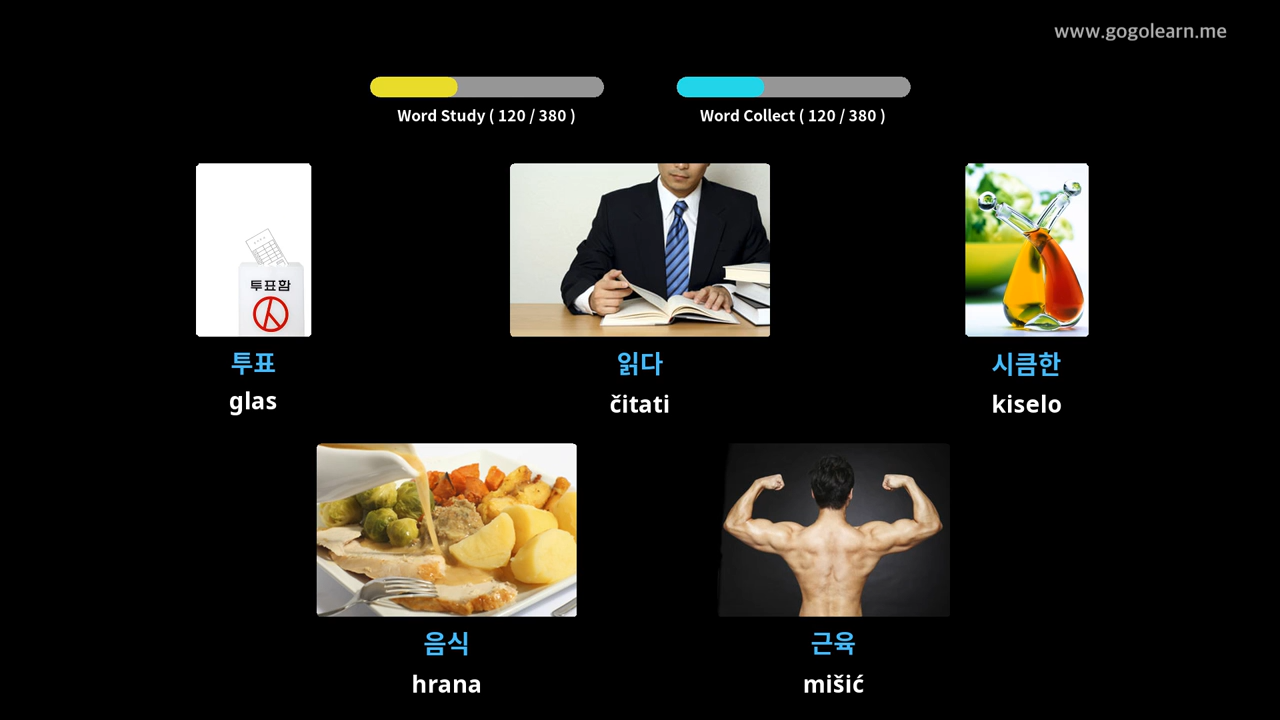 www.gogolearn.me
Word Study ( 120 / 380 )
Word Collect ( 120 / 380 )
투표함
투표
glas
읽다
čitati
시큼한
kiselo
음식
hrana
근육
mišić